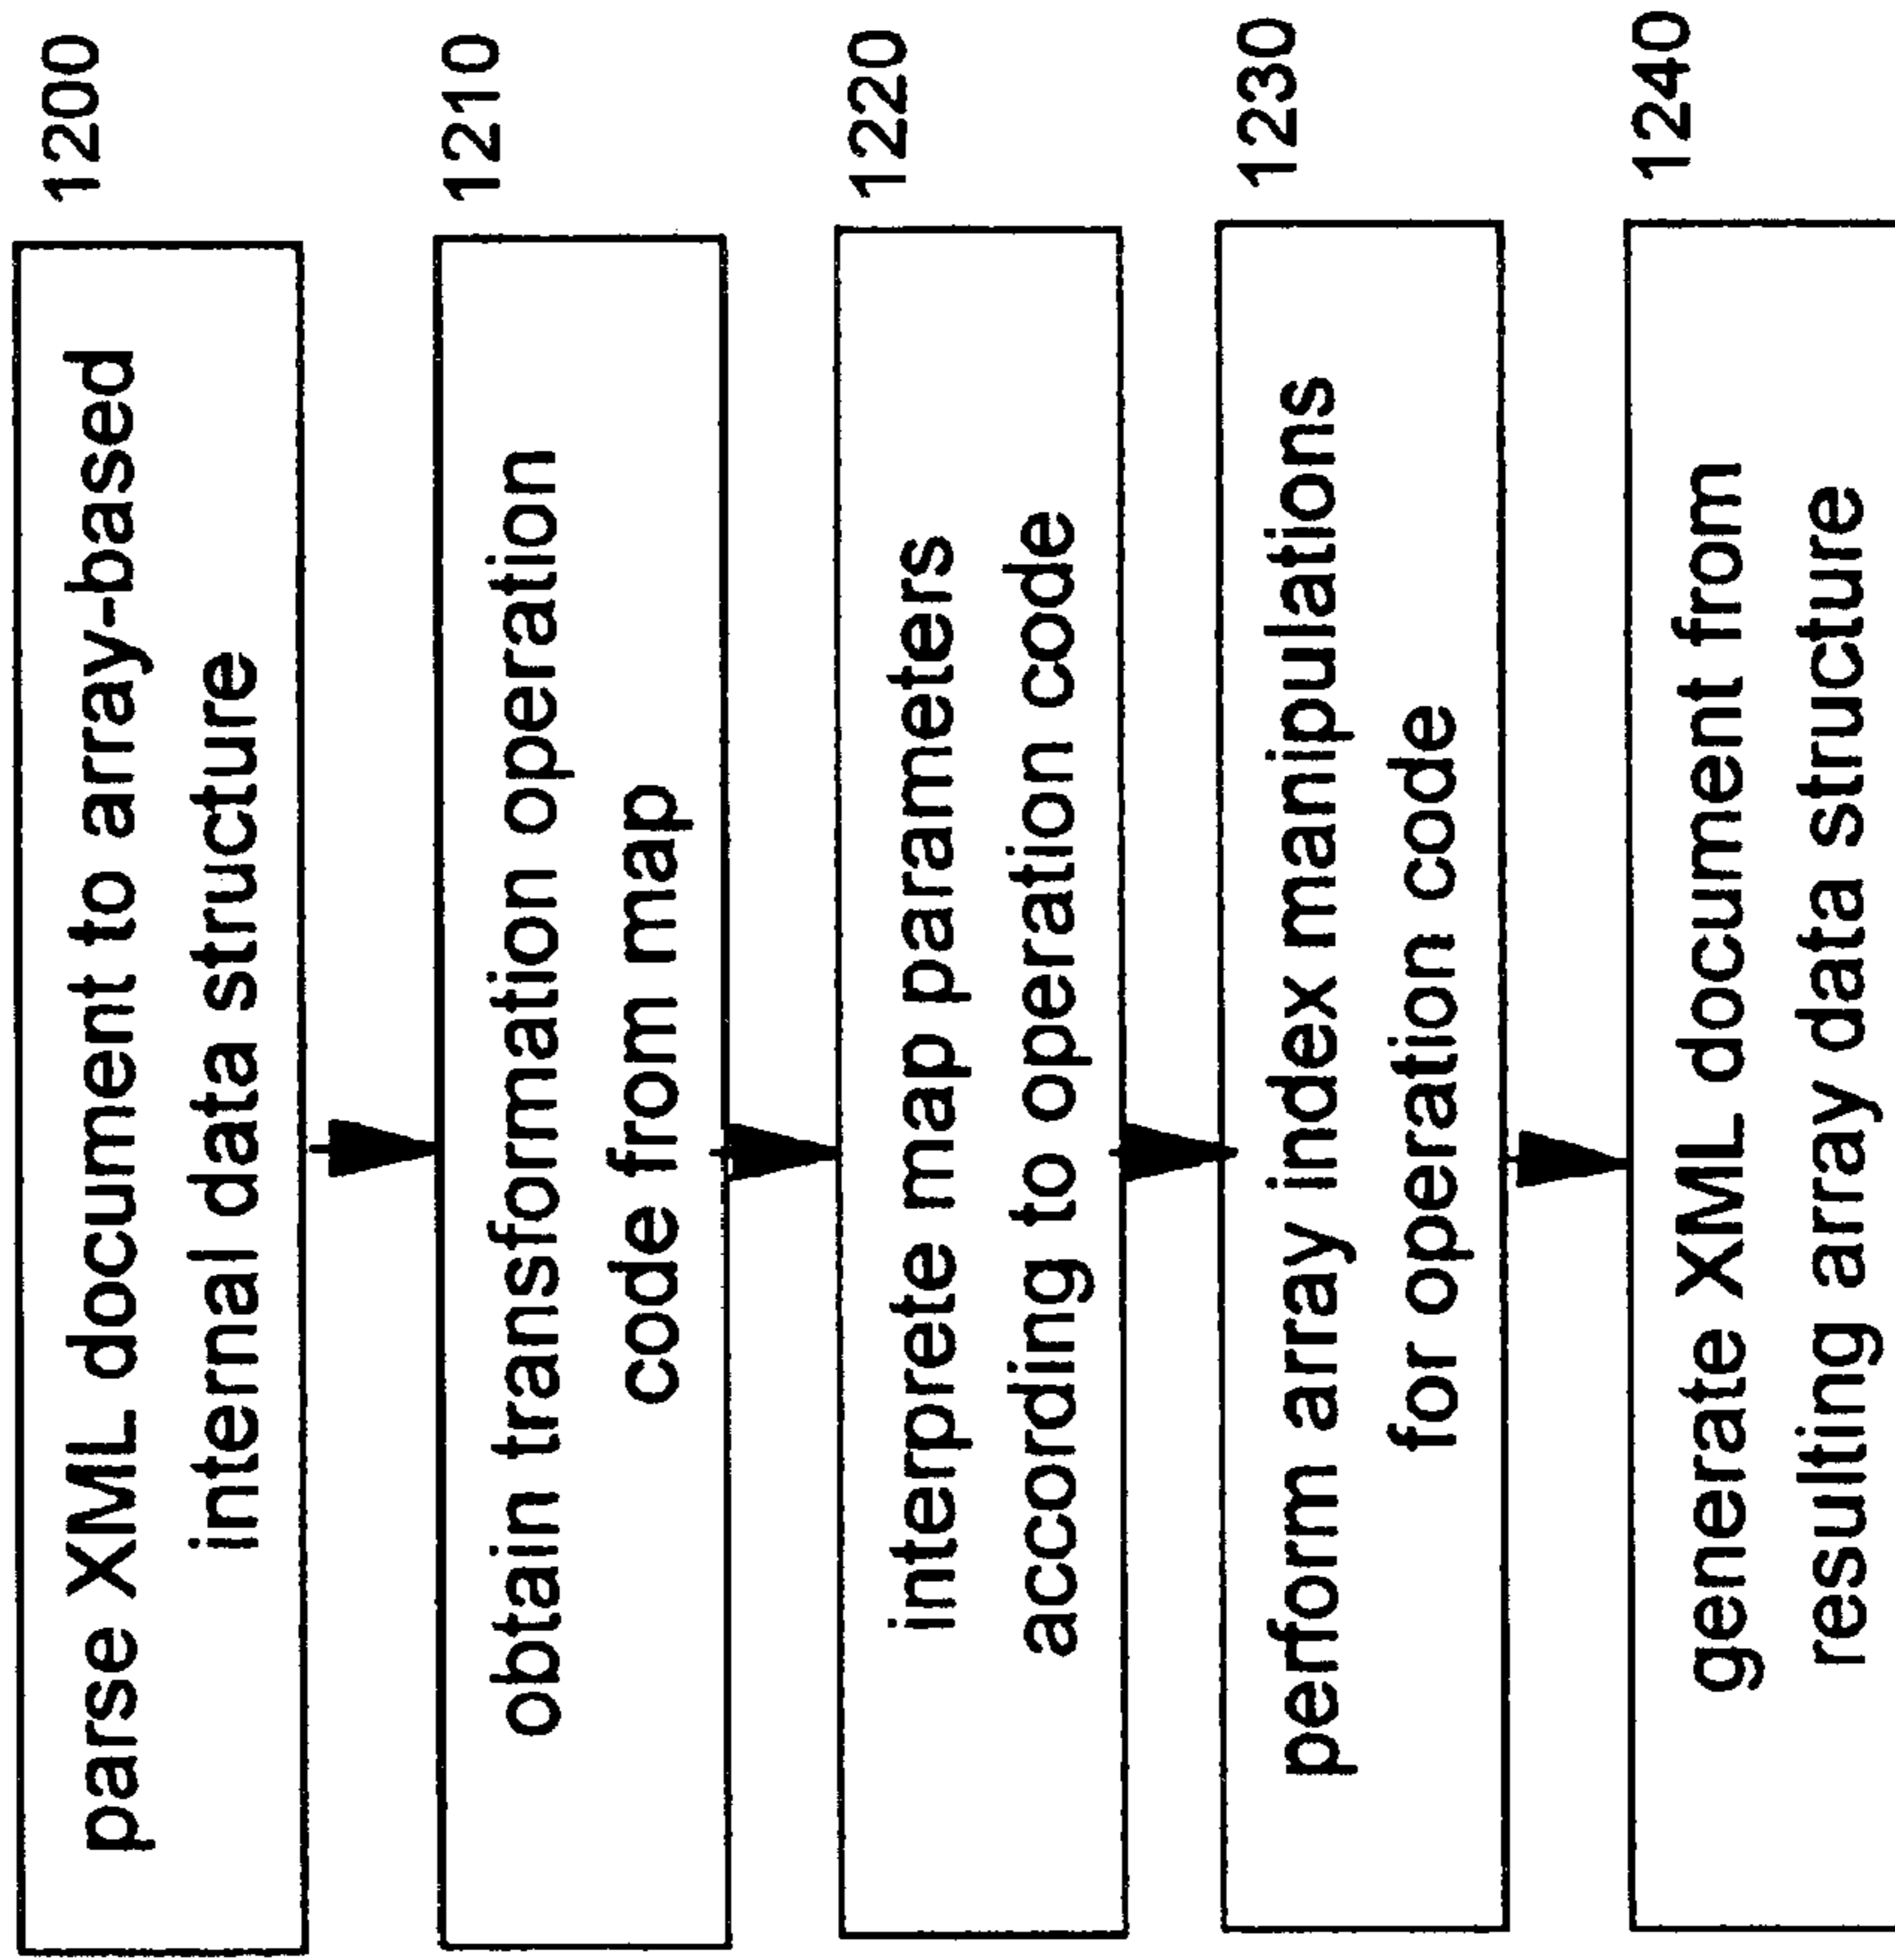 parse XML document to array-based
internal data structure
1200
obtain transformation operation
code from map
1210
interprete map parameters
according to operation code
1220
perform array index manipulations
for operation code
1230
generate XML document from
resulting array data structure
1240